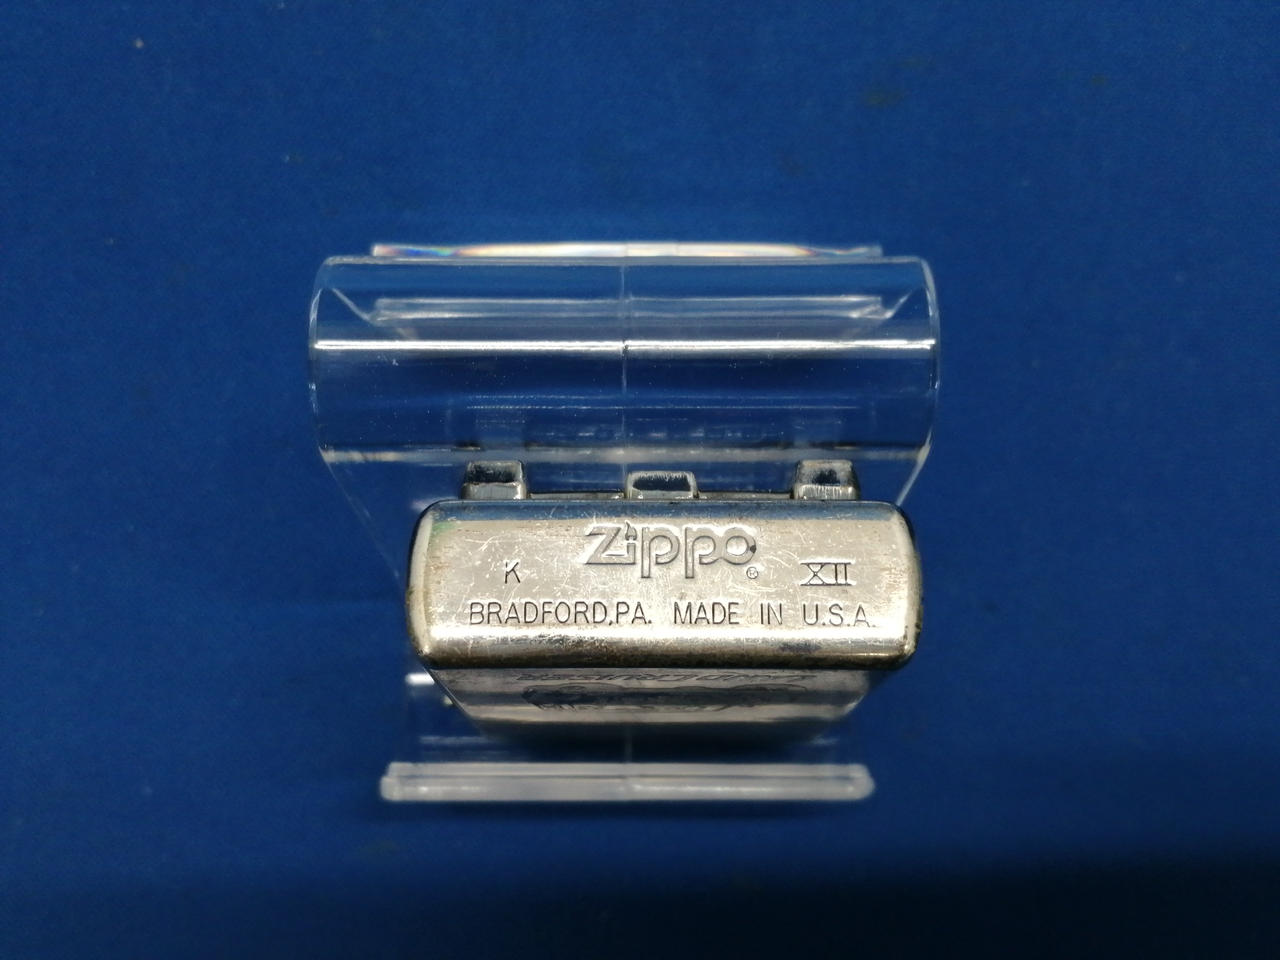 Zippo®
K XII
BRADFORD,PA. MADE IN U.S.A.